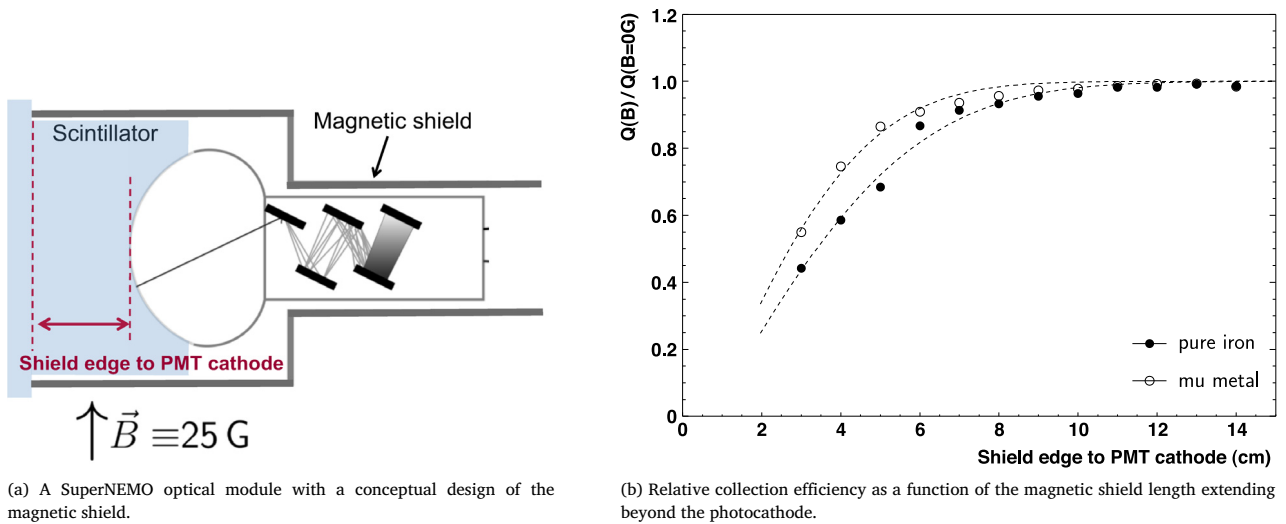 Scintillator
Magnetic shield
Shield edge to PMT cathode
B⃗ ≡25 G
(a) A SuperNEMO optical module with a conceptual design of the
magnetic shield.
Q(B) / Q(B=0G)
1.2
1.0
0.8
0.6
0.4
0.2
0
0 2 4 6 8 10 12 14
pure iron
mu metal
Shield edge to PMT cathode (cm)
(b) Relative collection efficiency as a function of the magnetic shield length extending
beyond the photocathode.